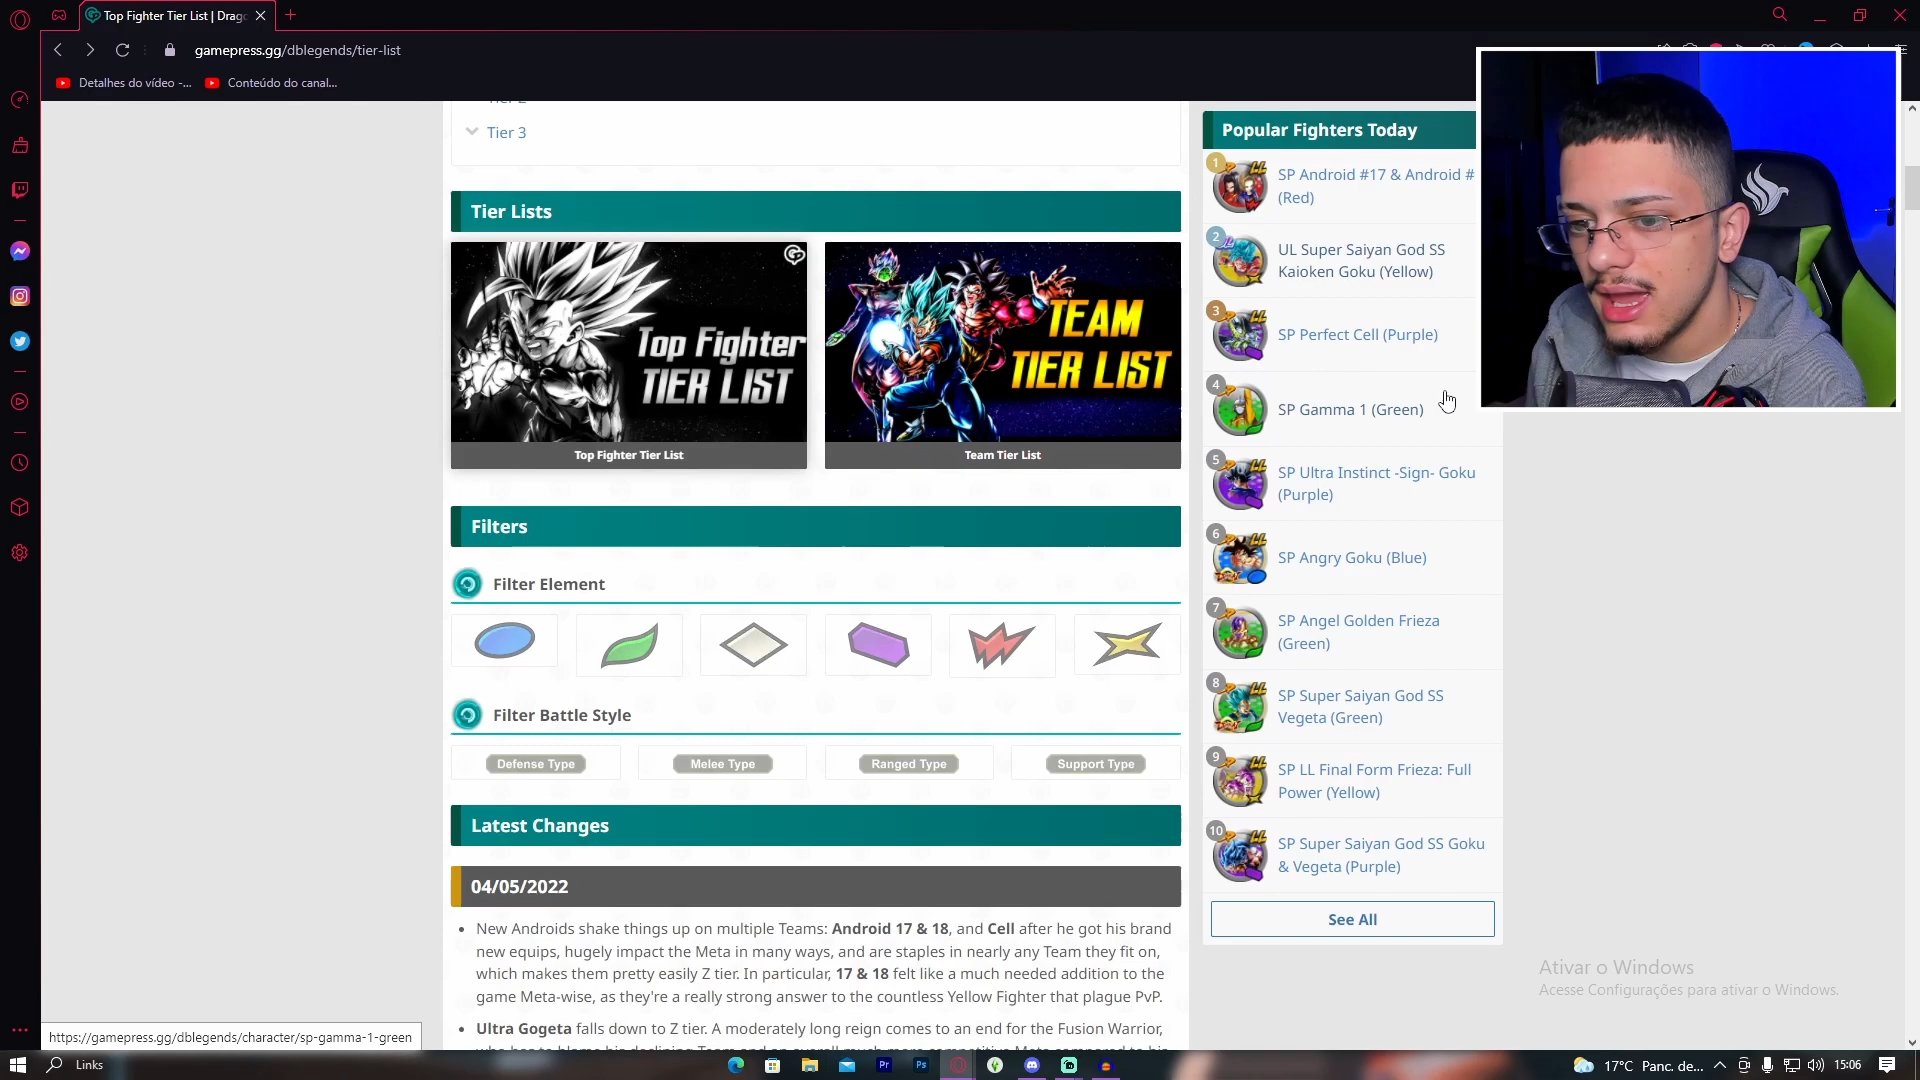 Top Fighter Tier List | Drago
gamepress.gg/dblegends/tier-list
Detalhes do vídeo -...
Conteúdo do canal...
Tier 3
Tier Lists
Top Fighter
TIER LIST
Top Fighter Tier List
TEAM
TIER LIST
Team Tier List
Filters
Filter Element
Filter Battle Style
Defense Type
Melee Type
Ranged Type
Support Type
Latest Changes
04/05/2022
• New Androids shake things up on multiple Teams: Android 17 & 18, and Cell after he got his brand
new equips, hugely impact the Meta in many ways, and are staples in nearly any Team they fit on,
which makes them pretty easily Z tier. In particular, 17 & 18 felt like a much needed addition to the
game Meta-wise, as they're a really strong answer to the countless Yellow Fighter that plague PvP.
• Ultra Gogeta falls down to Z tier. A moderately long reign comes to an end for the Fusion Warrior,
Popular Fighters Today
1
SP Android #17 & Android #
(Red)
2
UL Super Saiyan God SS
Kaioken Goku (Yellow)
3
SP Perfect Cell (Purple)
4
SP Gamma 1 (Green)
5
SP Ultra Instinct -Sign- Goku
(Purple)
6
SP Angry Goku (Blue)
7
SP Angel Golden Frieza
(Green)
8
SP Super Saiyan God SS
Vegeta (Green)
9
SP LL Final Form Frieza: Full
Power (Yellow)
10
SP Super Saiyan God SS Goku
& Vegeta (Purple)
See All
Ativar o Windows
Acesse Configurações para ativar o Windows.
https://gamepress.gg/dblegends/character/sp-gamma-1-green
Links
Pr
Ps
17°C Panc. de...
15:06